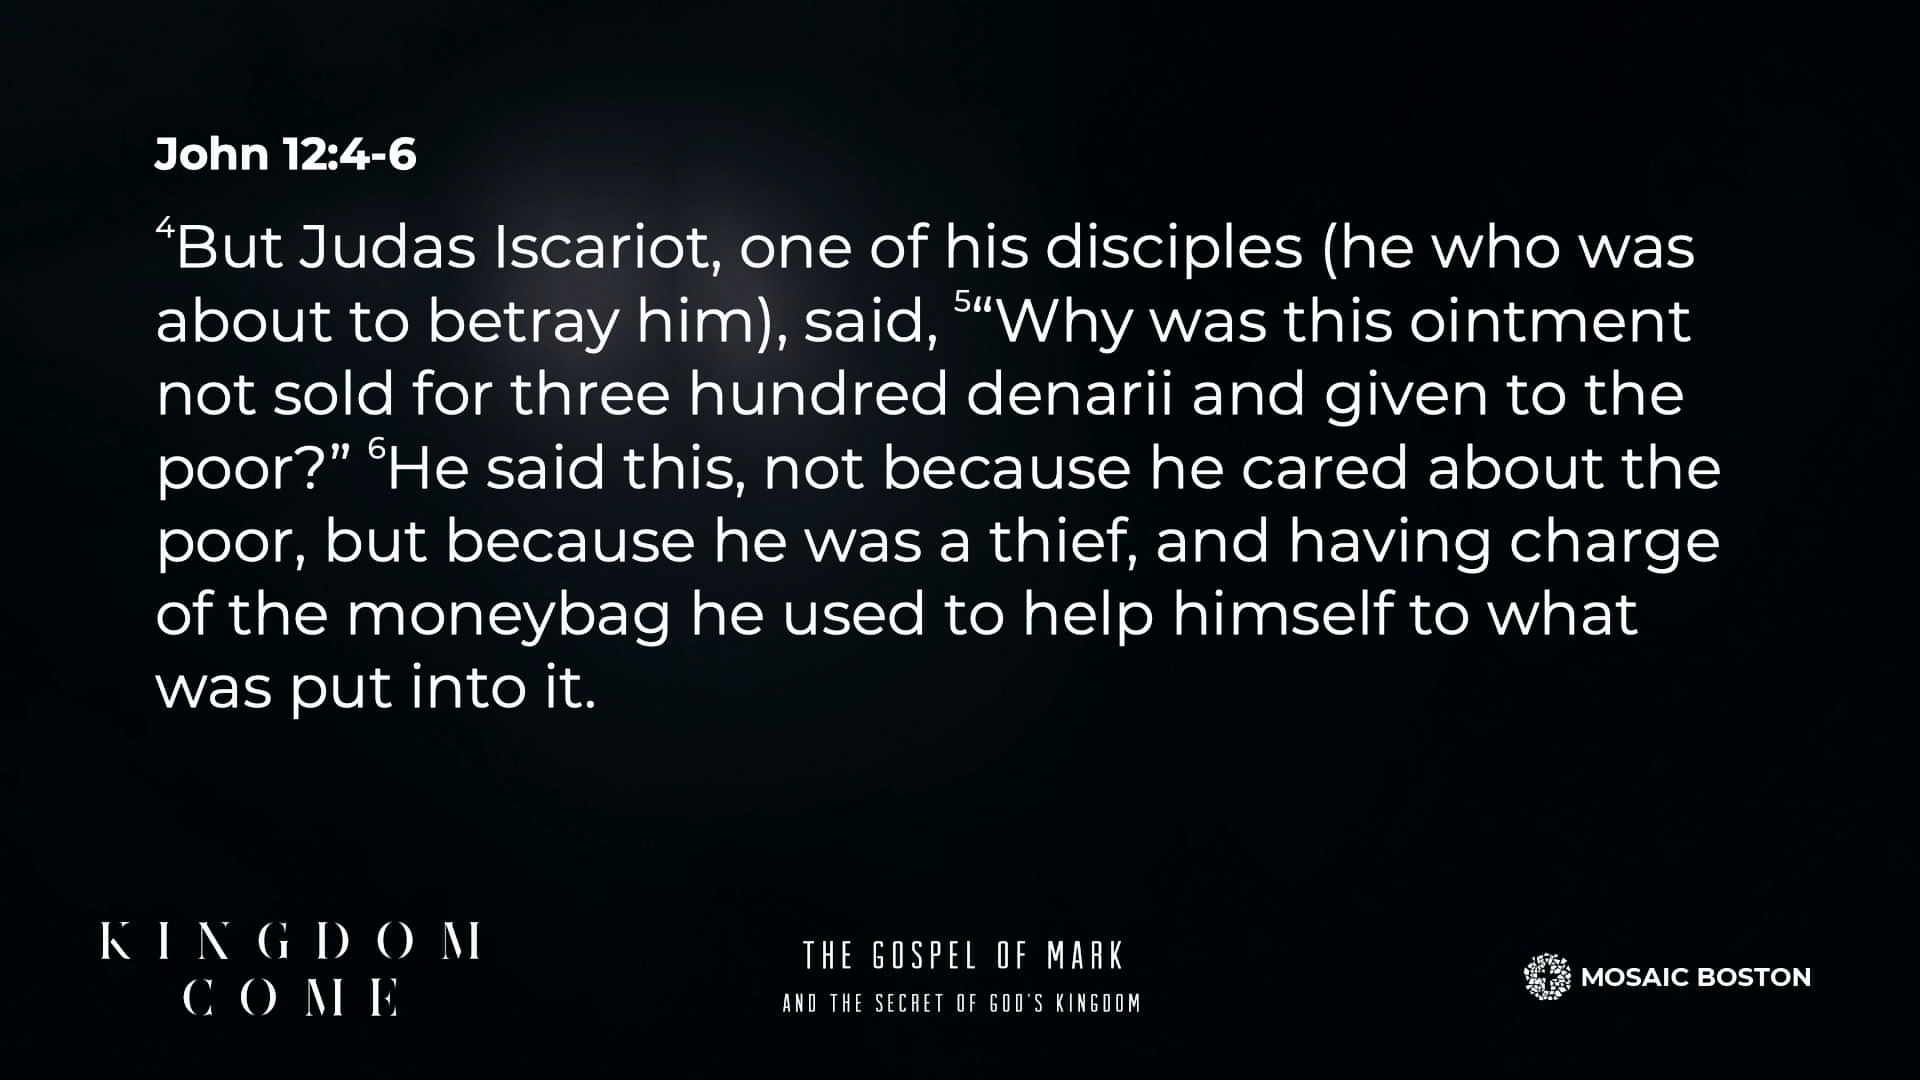 John 12:4-6
⁴But Judas Iscariot, one of his disciples (he who was
about to betray him), said, ⁵“Why was this ointment
not sold for three hundred denarii and given to the
poor?” ⁶He said this, not because he cared about the
poor, but because he was a thief, and having charge
of the moneybag he used to help himself to what
was put into it.
KINGDOM
COME
THE GOSPEL OF MARK
AND THE SECRET OF GOD'S KINGDOM
MOSAIC BOSTON